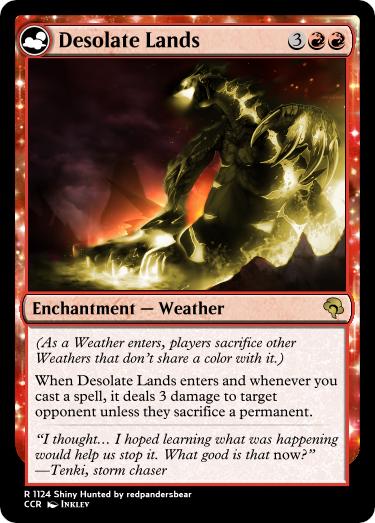 Desolate Lands 3
Enchantment — Weather
(As a Weather enters, players sacrifice other
Weathers that don't share a color with it.)
When Desolate Lands enters and whenever you
cast a spell, it deals 3 damage to target
opponent unless they sacrifice a permanent.
"I thought… I hoped learning what was happening
would help us stop it. What good is that now?"
—Tenki, storm chaser
R 1124 Shiny Hunted by redpandersbear
CCR INKLEV